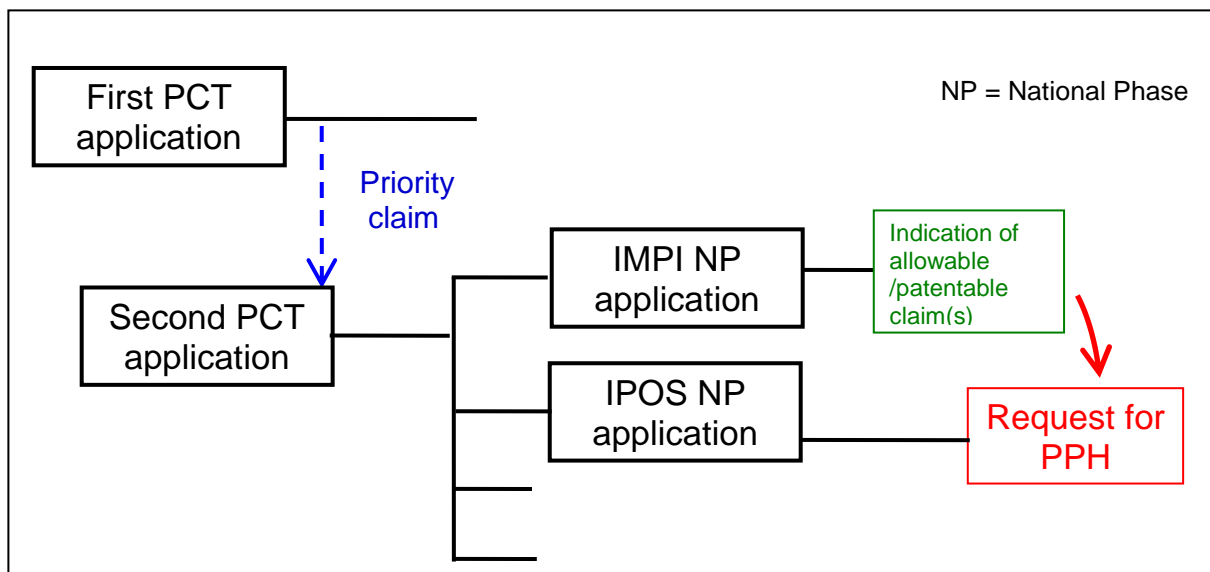 First PCT
application
NP = National Phase
Priority
claim
Second PCT
application
IMPI NP
application
Indication of
allowable
/patentable
claim(s)
IPOS NP
application
Request for
PPH